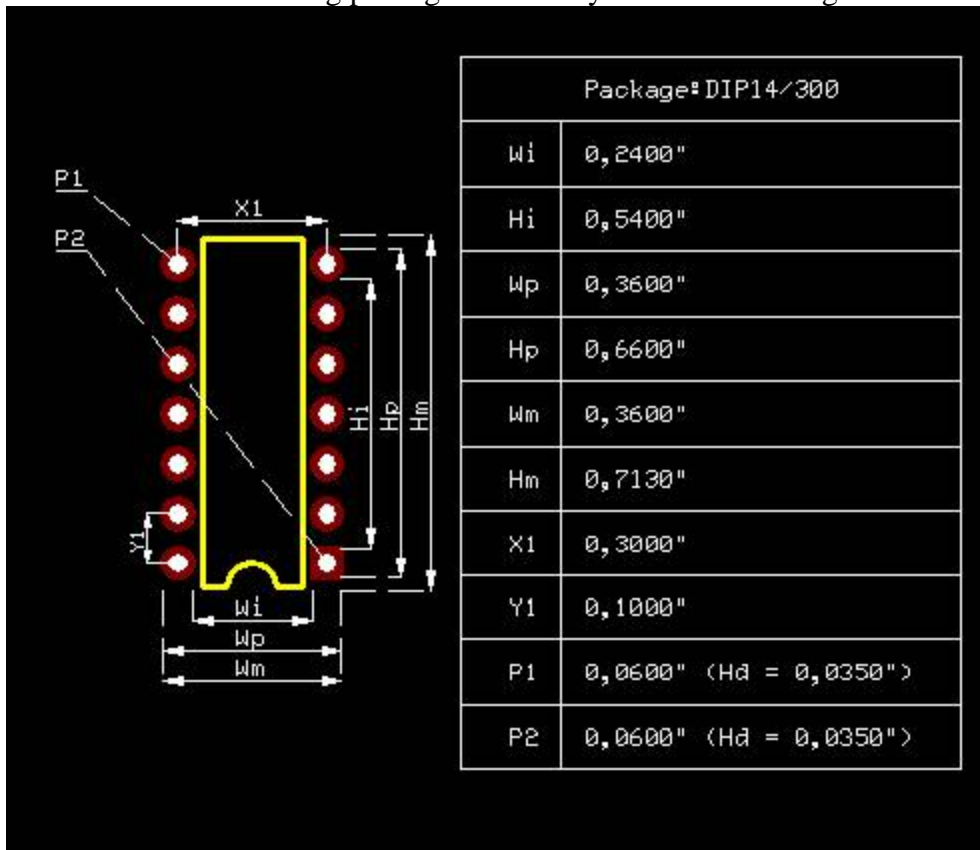 Package:DIP14/300
Wi 0,2400"
Hi 0,5400"
Wp 0,3600"
Hp 0,6600"
Wm 0,3600"
Hm 0,7130"
X1 0,3000"
Y1 0,1000"
P1 0,0600" (Hd = 0,0350")
P2 0,0600" (Hd = 0,0350")
P1
X1
P2
Hi
Hp
Hm
Y1
Wi
Wp
Wm